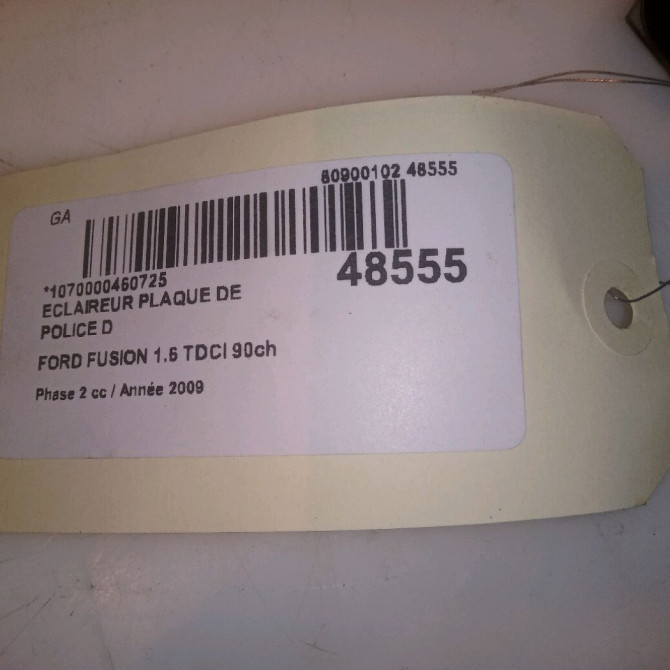 80900102 48555
GA
48555
*1070000460725
ECLAIREUR PLAQUE DE
POLICE D
FORD FUSION 1.6 TDCI 90ch
Phase 2 cc / Année 2009